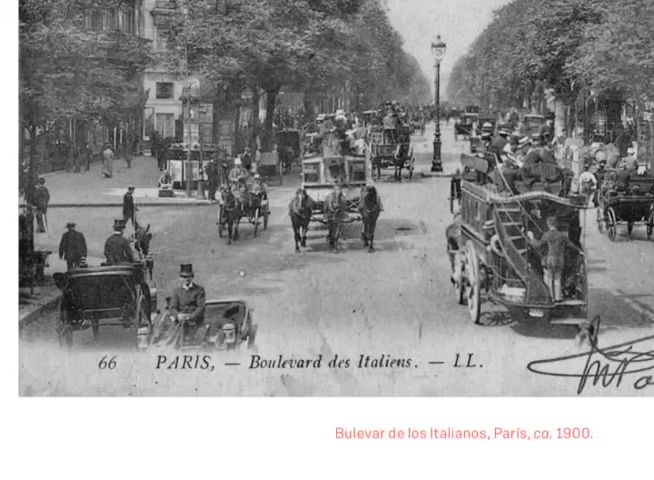 66 PARIS, — Boulevard des Italiens. — LL.
Bulevar de los Italianos, París, ca. 1900.